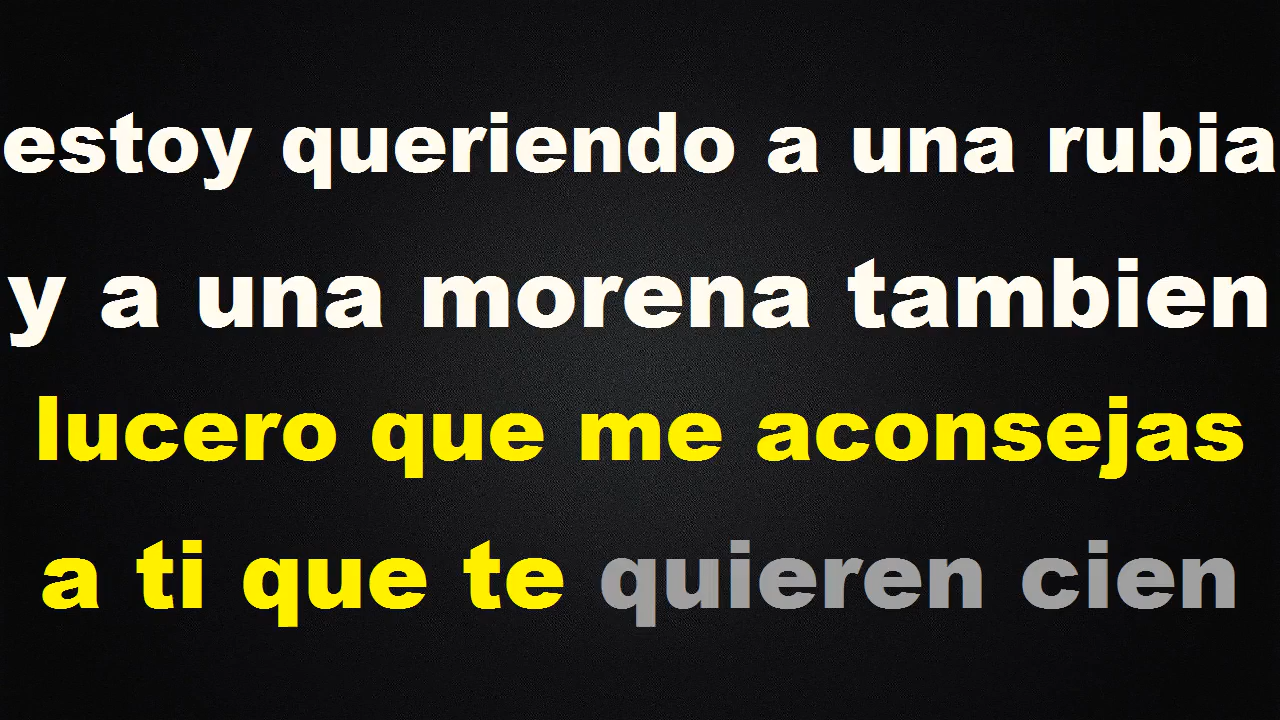 estoy queriendo a una rubia
y a una morena tambien
lucero que me aconsejas
a ti que te quieren cien